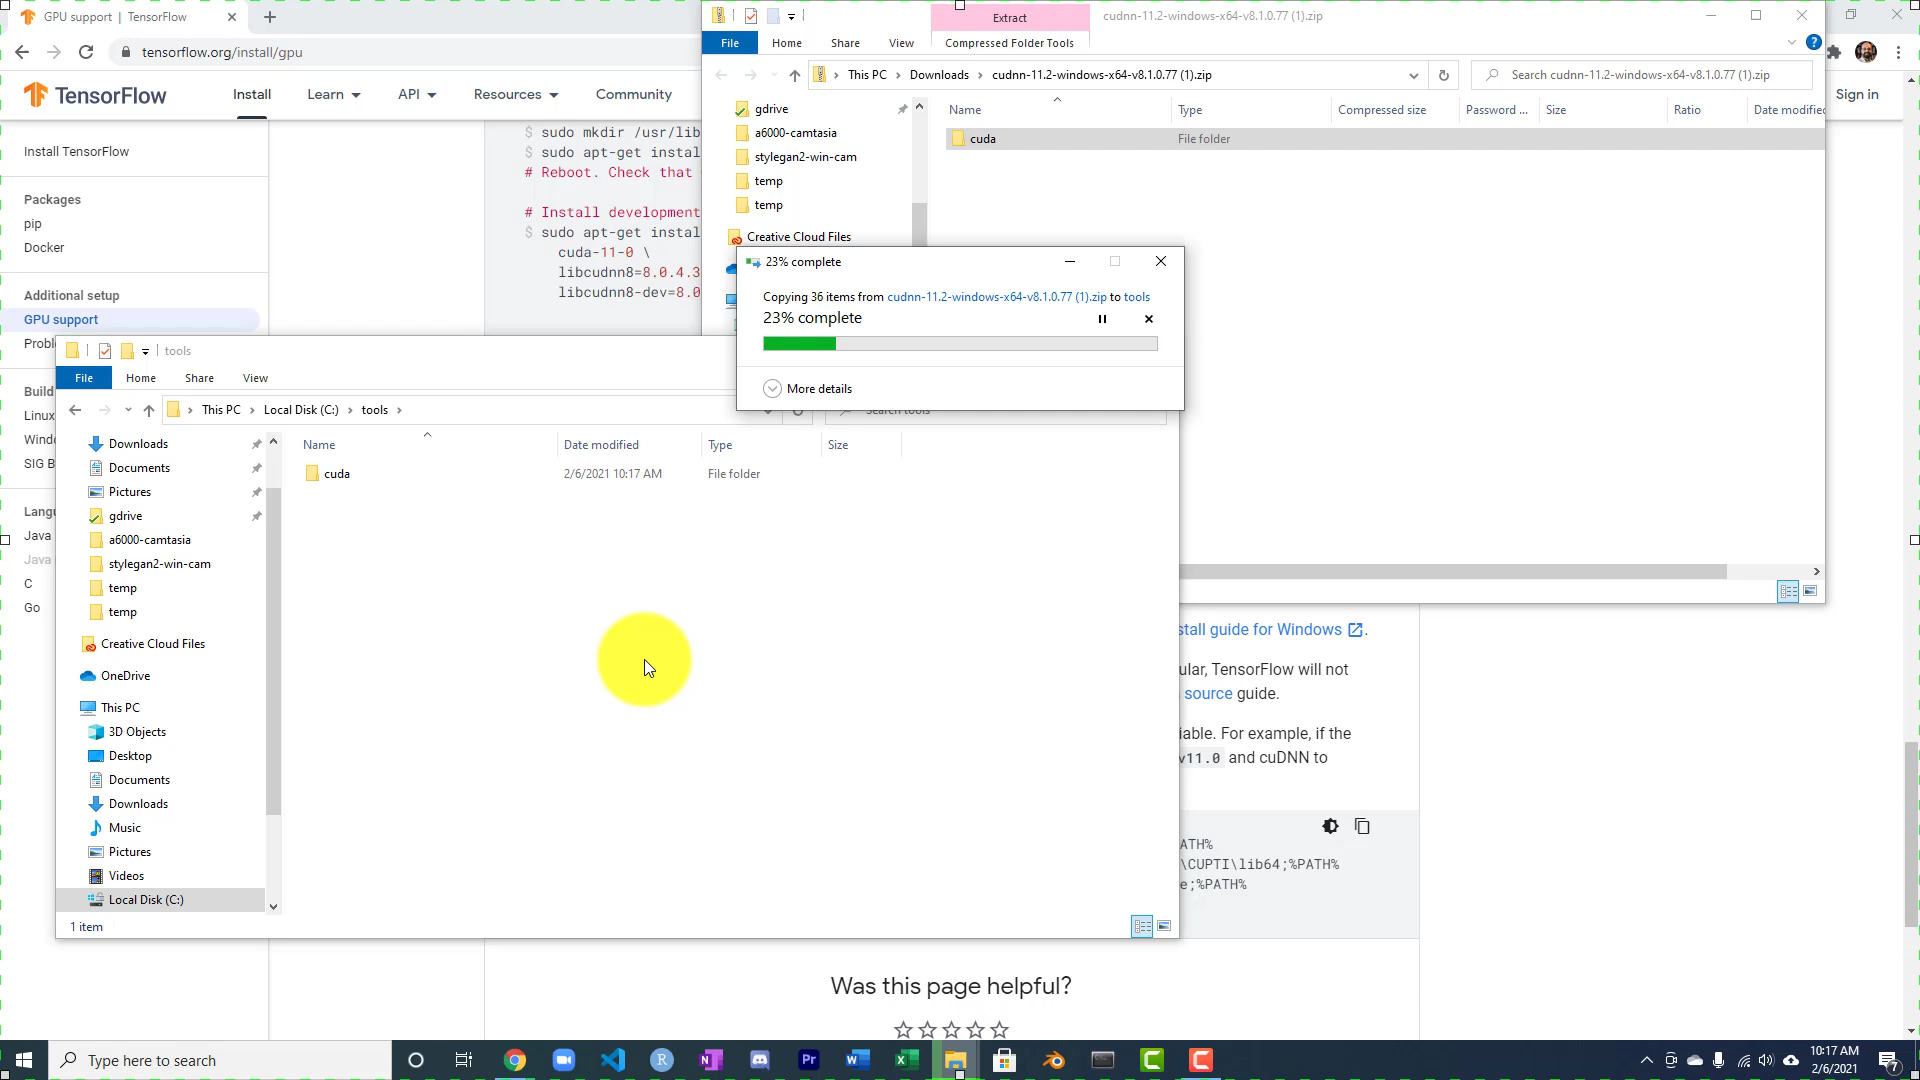 GPU support | TensorFlow
tensorflow.org/install/gpu
TensorFlow
Install
Learn
API
Resources
Community
Sign in
Install TensorFlow
Packages
pip
Docker
Additional setup
GPU support
Probl
Build
Linux
Windo
SIG B
Langu
Java
Java
C
Go
$ sudo mkdir /usr/lib
$ sudo apt-get instal
# Reboot. Check that
# Install development
$ sudo apt-get instal
cuda-11-0 \
libcudnn8=8.0.4.3
libcudnn8-dev=8.0
Extract
cudnn-11.2-windows-x64-v8.1.0.77 (1).zip
File
Home
Share
View
Compressed Folder Tools
This PC
Downloads
cudnn-11.2-windows-x64-v8.1.0.77 (1).zip
Search cudnn-11.2-windows-x64-v8.1.0.77 (1).zip
gdrive
a6000-camtasia
stylegan2-win-cam
temp
temp
Creative Cloud Files
Name
Type
Compressed size
Password ...
Size
Ratio
Date modified
cuda
File folder
23% complete
Copying 36 items from cudnn-11.2-windows-x64-v8.1.0.77 (1).zip to tools
23% complete
More details
tools
File
Home
Share
View
This PC
Local Disk (C:)
tools
Search tools
Downloads
Documents
Pictures
gdrive
a6000-camtasia
stylegan2-win-cam
temp
temp
Creative Cloud Files
OneDrive
This PC
3D Objects
Desktop
Documents
Downloads
Music
Pictures
Videos
Local Disk (C:)
Name
Date modified
Type
Size
cuda
2/6/2021 10:17 AM
File folder
1 item
stall guide for Windows
.
ular, TensorFlow will not
source guide.
iable. For example, if the
v11.0 and cuDNN to
ATH%
\CUPTI\lib64;%PATH%
e;%PATH%
Was this page helpful?
Type here to search
10:17 AM
2/6/2021
7